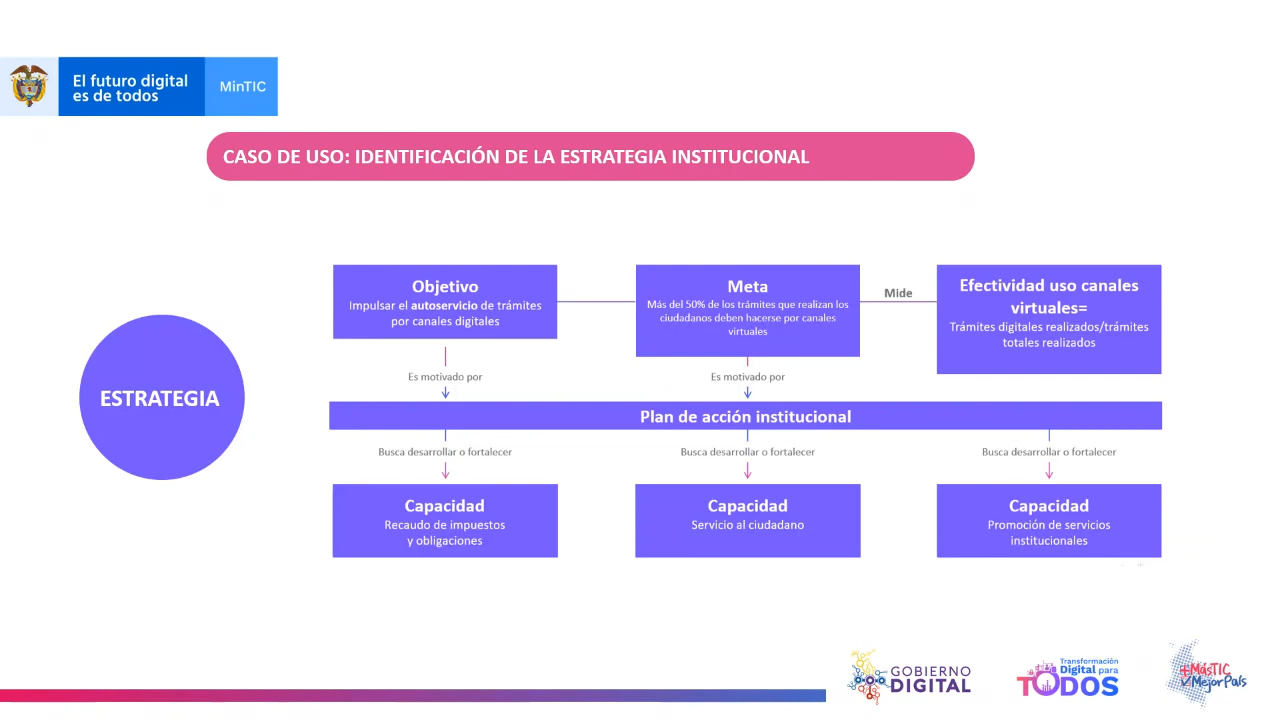 El futuro digital
es de todos
MinTIC
CASO DE USO: IDENTIFICACIÓN DE LA ESTRATEGIA INSTITUCIONAL
ESTRATEGIA
Objetivo
Impulsar el autoservicio de trámites
por canales digitales
Meta
Más del 50% de los trámites que realizan los
ciudadanos deben hacerse por canales
virtuales
Mide
Efectividad uso canales
virtuales=
Trámites digitales realizados/trámites
totales realizados
Es motivado por
Es motivado por
Plan de acción institucional
Busca desarrollar o fortalecer
Busca desarrollar o fortalecer
Busca desarrollar o fortalecer
Capacidad
Recaudo de impuestos
y obligaciones
Capacidad
Servicio al ciudadano
Capacidad
Promoción de servicios
institucionales
GOBIERNO
DIGITAL
Transformación
Digital para
TODOS
+MásTIC
✓MejorPaís